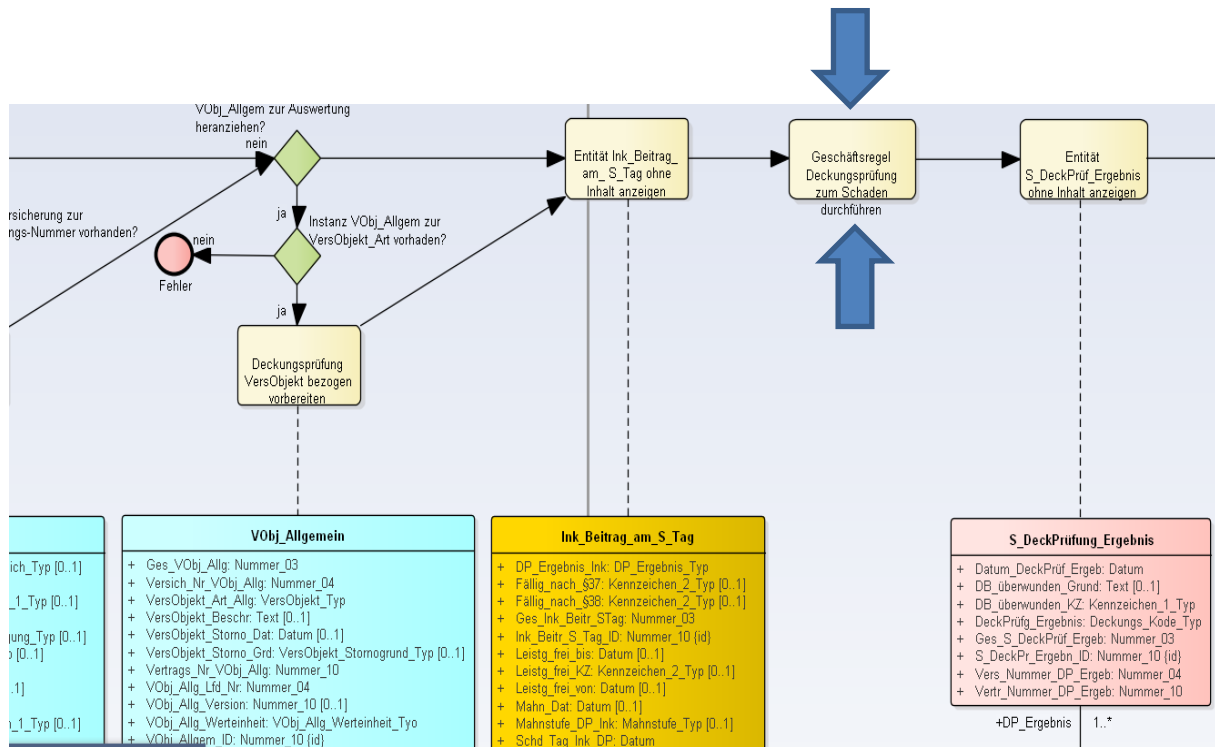 VObj_Allgem zur Auswertung
heranziehen?
nein
Entität Ink_Beitrag_
am_ S_Tag ohne
Inhalt anzeigen
Geschäftsregel
Deckungsprüfung
zum Schaden
durchführen
Entität
S_DeckPrüf_Ergebnis
ohne Inhalt anzeigen
ja
Instanz VObj_Allgem zur
VersObjekt_Art vorhaden?
rsicherung zur
ngs-Nummer vorhanden?
nein
Fehler
ja
Deckungsprüfung
VersObjekt bezogen
vorbereiten
ich_Typ [0..1]
_1_Typ [0..1]
gung_Typ [0..1]
o [0..1]
.1]
n_1_Typ [0..1]
VObj_Allgemein
+ Ges_VObj_Allg: Nummer_03
+ Versich_Nr_VObj_Allg: Nummer_04
+ VersObjekt_Art_Allg: VersObjekt_Typ
+ VersObjekt_Beschr: Text [0..1]
+ VersObjekt_Storno_Dat: Datum [0..1]
+ VersObjekt_Storno_Grd: VersObjekt_Stornogrund_Typ [0..1]
+ Vertrags_Nr_VObj_Allg: Nummer_10
+ VObj_Allg_Lfd_Nr: Nummer_04
+ VObj_Allg_Version: Nummer_10 [0..1]
+ VObj_Allg_Werteinheit: VObj_Allg_Werteinheit_Tyo
+ VObj_Allgem_ID: Nummer_10 {id}
Ink_Beitrag_am_S_Tag
+ DP_Ergebnis_Ink: DP_Ergebnis_Typ
+ Fällig_nach_§37: Kennzeichen_2_Typ [0..1]
+ Fällig_nach_§38: Kennzeichen_2_Typ [0..1]
+ Ges_Ink_Beitr_STag: Nummer_03
+ Ink_Beitr_S_Tag_ID: Nummer_10 {id}
+ Leistg_frei_bis: Datum [0..1]
+ Leistg_frei_KZ: Kennzeichen_2_Typ [0..1]
+ Leistg_frei_von: Datum [0..1]
+ Mahn_Dat: Datum [0..1]
+ Mahnstufe_DP_Ink: Mahnstufe_Typ [0..1]
+ Schd_Tag_Ink_DP: Datum
S_DeckPrüfung_Ergebnis
+ Datum_DeckPrüf_Ergeb: Datum
+ DB_überwunden_Grund: Text [0..1]
+ DB_überwunden_KZ: Kennzeichen_1_Typ
+ DeckPrüfg_Ergebnis: Deckungs_Kode_Typ
+ Ges_S_DeckPrüf_Ergeb: Nummer_03
+ S_DeckPr_Ergebn_ID: Nummer_10 {id}
+ Vers_Nummer_DP_Ergeb: Nummer_04
+ Vertr_Nummer_DP_Ergeb: Nummer_10
+DP_Ergebnis 1..*